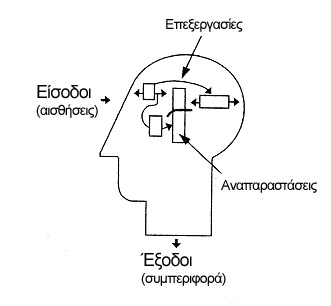 Επεξεργασίες
Είσοδοι
(αισθήσεις)
Αναπαραστάσεις
Έξοδοι
(συμπεριφορά)